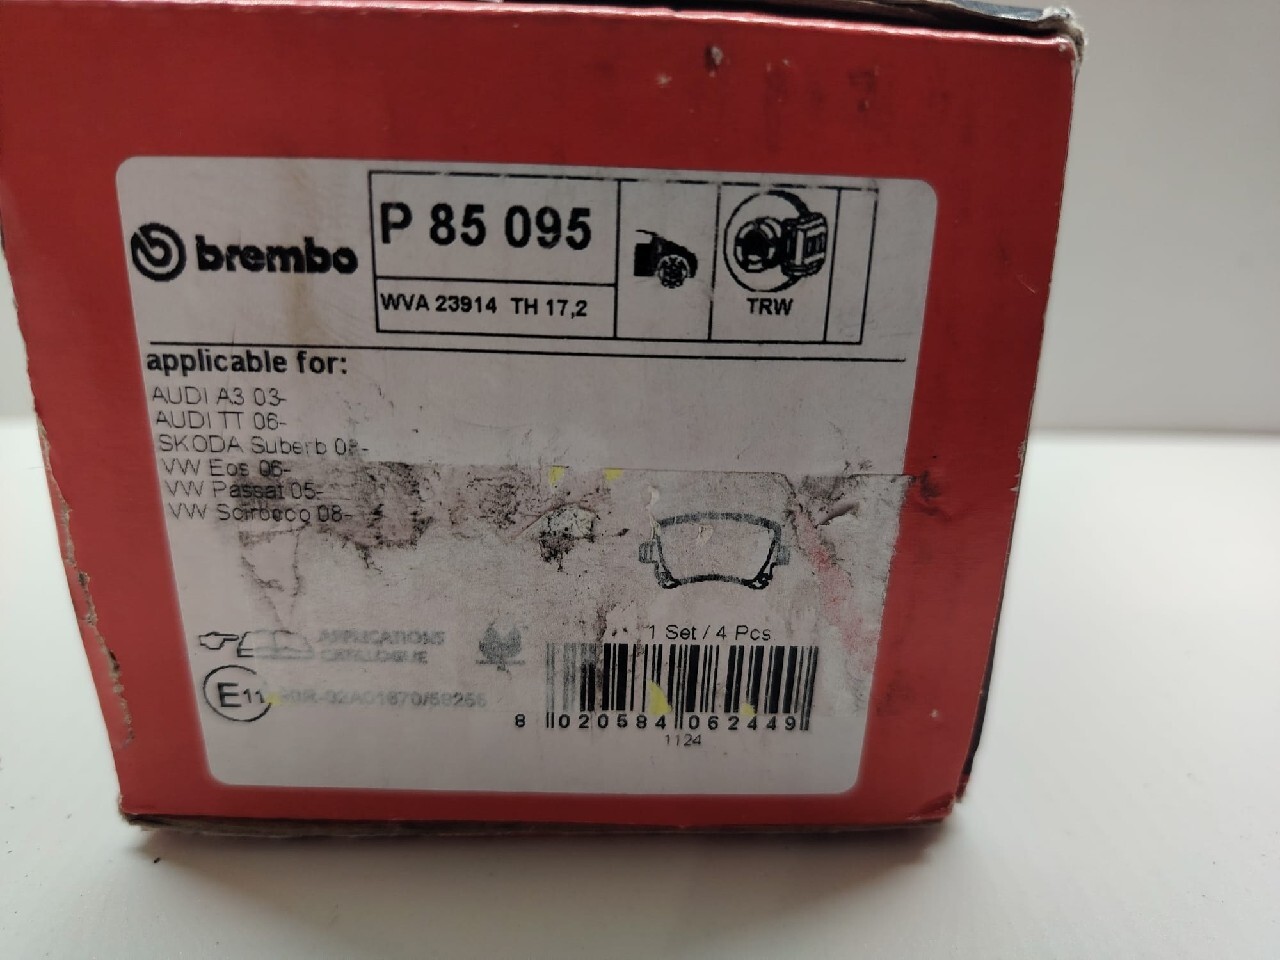 brembo
P 85 095
WVA 23914 TH 17,2
TRW
applicable for:
AUDI A3 03-
AUDI TT 06-
SKODA Suberb 08-
VW Eos 06-
VW Passat 05-
VW Scirocco 08-
1 Set / 4 Pcs
APPLICATIONS
CATALOGUE
E11
8 020584 062449
1124